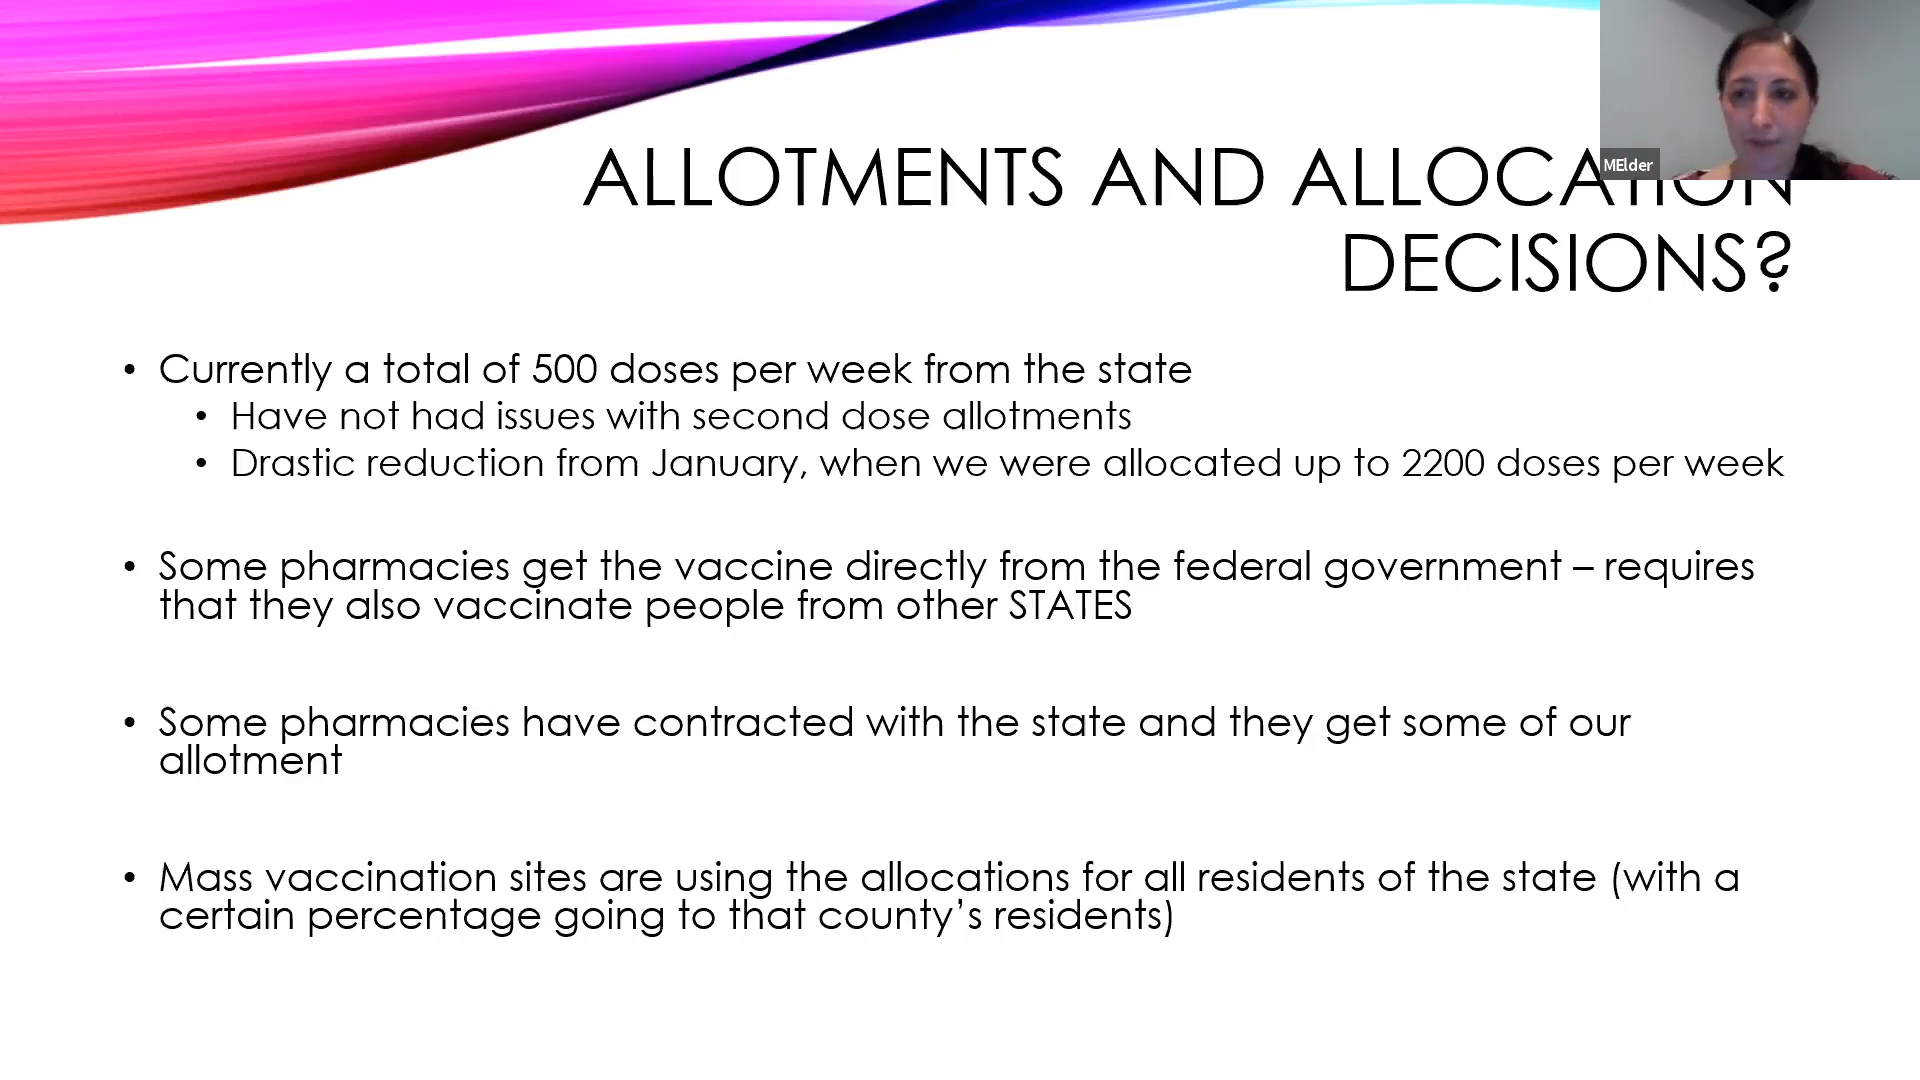 MElder
ALLOTMENTS AND ALLOCATION
DECISIONS?
• Currently a total of 500 doses per week from the state
• Have not had issues with second dose allotments
• Drastic reduction from January, when we were allocated up to 2200 doses per week
• Some pharmacies get the vaccine directly from the federal government – requires
that they also vaccinate people from other STATES
• Some pharmacies have contracted with the state and they get some of our
allotment
• Mass vaccination sites are using the allocations for all residents of the state (with a
certain percentage going to that county's residents)